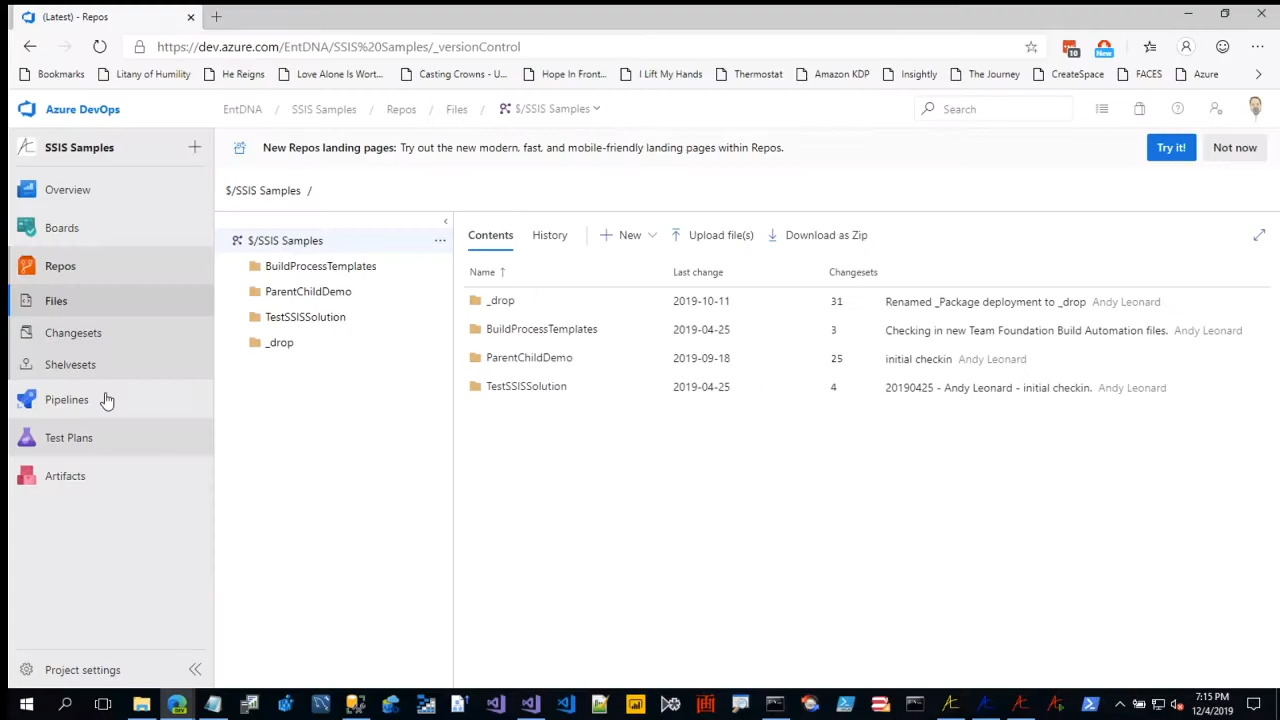 (Latest) - Repos
https://dev.azure.com/EntDNA/SSIS%20Samples/_versionControl
10
New
Bookmarks
Litany of Humility
He Reigns
Love Alone Is Wort...
Casting Crowns - U...
Hope In Front...
I Lift My Hands
Thermostat
Amazon KDP
Insightly
The Journey
CreateSpace
FACES
Azure
Azure DevOps
EntDNA / SSIS Samples / Repos / Files / $/SSIS Samples
Search
SSIS Samples
New Repos landing pages: Try out the new modern, fast, and mobile-friendly landing pages within Repos.
Try it!
Not now
Overview
Boards
Repos
Files
Changesets
Shelvesets
Pipelines
Test Plans
Artifacts
Project settings
$/SSIS Samples /
$/SSIS Samples
BuildProcessTemplates
ParentChildDemo
TestSSISSolution
_drop
Contents
History
New
Upload file(s)
Download as Zip
Name Last change Changesets
_drop 2019-10-11 31 Renamed _Package deployment to _drop Andy Leonard
BuildProcessTemplates 2019-04-25 3 Checking in new Team Foundation Build Automation files. Andy Leonard
ParentChildDemo 2019-09-18 25 initial checkin Andy Leonard
TestSSISSolution 2019-04-25 4 20190425 - Andy Leonard - initial checkin. Andy Leonard
7:15 PM
12/4/2019